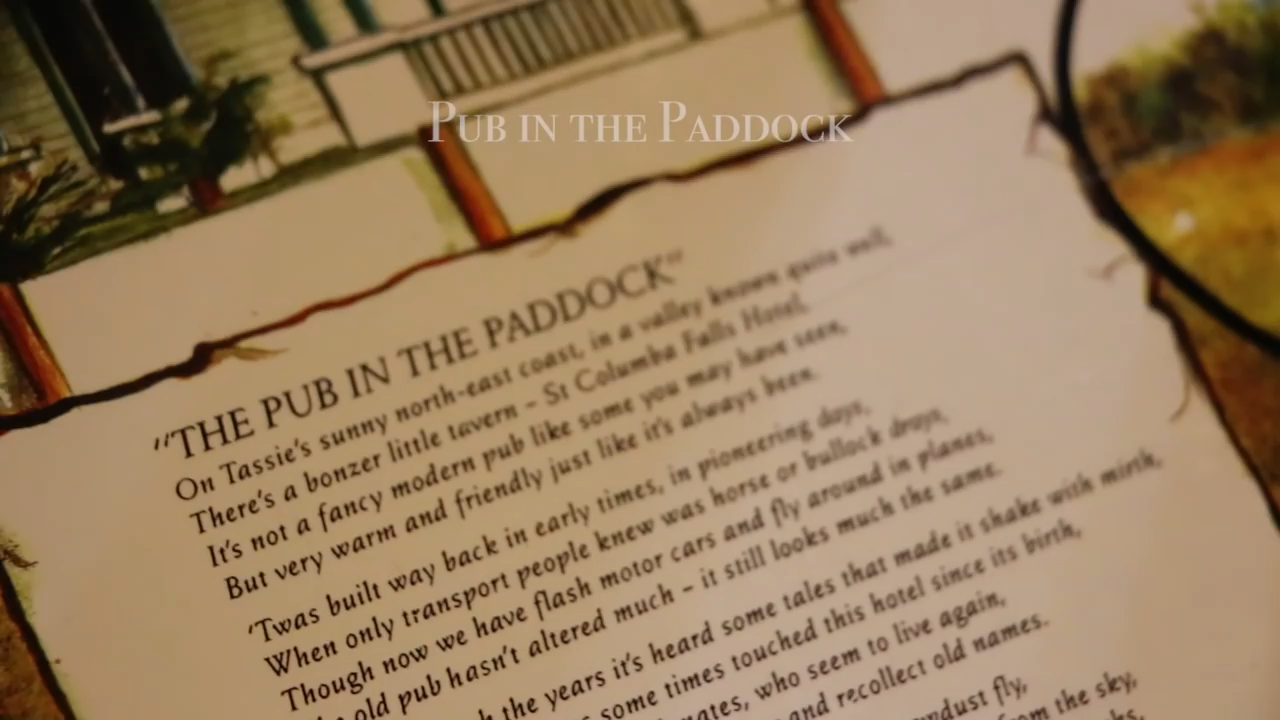 PUB IN THE PADDOCK
"THE PUB IN THE PADDOCK"
On Tassie's sunny north-east coast, in a valley known quite well,
There's a bonzer little tavern – St Columba Falls Hotel.
It's not a fancy modern pub like some you may have seen,
But very warm and friendly just like it's always been.
'Twas built way back in early times, in pioneering days,
When only transport people knew was horse or bullock drays,
Though now we have flash motor cars and fly around in planes,
old pub hasn't altered much – it still looks much the same.
the years it's heard some tales that made it shake with mirth,
some times touched this hotel since its birth,
who seem to live again,
and recollect old names.
fly,
from the sky,